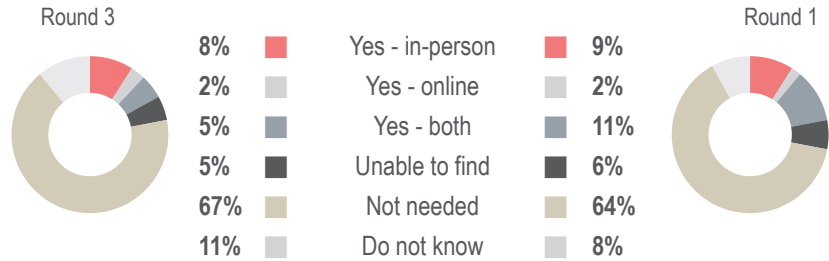 Round 3 Round 1
8% Yes - in-person 9%
2% Yes - online 2%
5% Yes - both 11%
5% Unable to find 6%
67% Not needed 64%
11% Do not know 8%